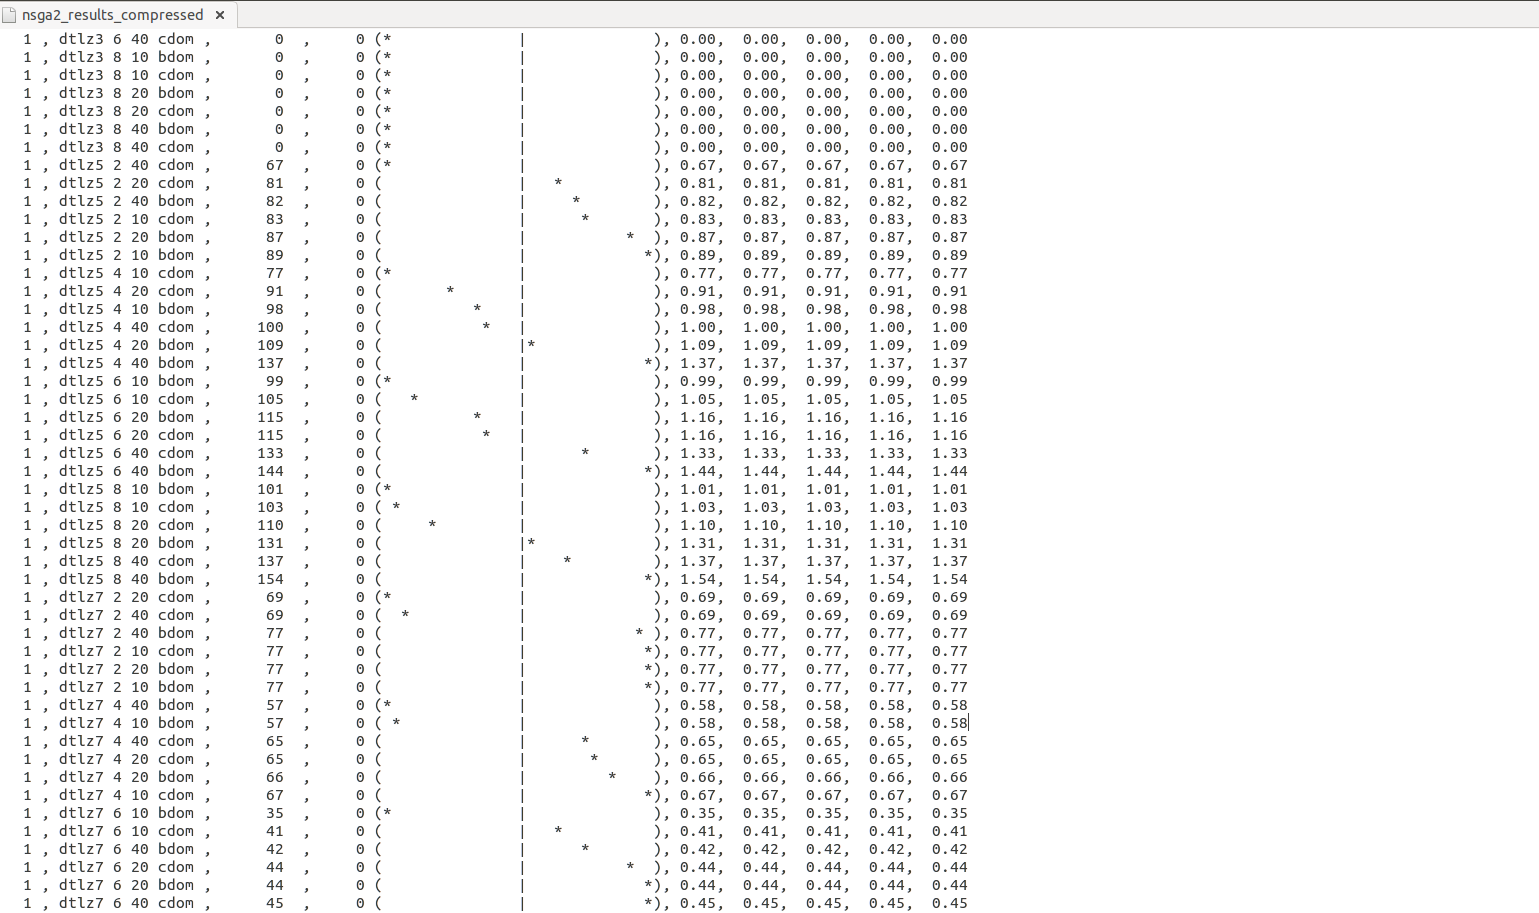 nsga2_results_compressed ×
1 , dtlz3 6 40 cdom ,       0  ,     0 (*              |              ), 0.00,  0.00,  0.00,  0.00,  0.00
1 , dtlz3 8 10 bdom ,       0  ,     0 (*              |              ), 0.00,  0.00,  0.00,  0.00,  0.00
1 , dtlz3 8 10 cdom ,       0  ,     0 (*              |              ), 0.00,  0.00,  0.00,  0.00,  0.00
1 , dtlz3 8 20 bdom ,       0  ,     0 (*              |              ), 0.00,  0.00,  0.00,  0.00,  0.00
1 , dtlz3 8 20 cdom ,       0  ,     0 (*              |              ), 0.00,  0.00,  0.00,  0.00,  0.00
1 , dtlz3 8 40 bdom ,       0  ,     0 (*              |              ), 0.00,  0.00,  0.00,  0.00,  0.00
1 , dtlz3 8 40 cdom ,       0  ,     0 (*              |              ), 0.00,  0.00,  0.00,  0.00,  0.00
1 , dtlz5 2 40 cdom ,      67  ,     0 (*              |              ), 0.67,  0.67,  0.67,  0.67,  0.67
1 , dtlz5 2 20 cdom ,      81  ,     0 (               |   *          ), 0.81,  0.81,  0.81,  0.81,  0.81
1 , dtlz5 2 40 bdom ,      82  ,     0 (               |     *        ), 0.82,  0.82,  0.82,  0.82,  0.82
1 , dtlz5 2 10 cdom ,      83  ,     0 (               |      *       ), 0.83,  0.83,  0.83,  0.83,  0.83
1 , dtlz5 2 20 bdom ,      87  ,     0 (               |           *  ), 0.87,  0.87,  0.87,  0.87,  0.87
1 , dtlz5 2 10 bdom ,      89  ,     0 (               |             *), 0.89,  0.89,  0.89,  0.89,  0.89
1 , dtlz5 4 10 cdom ,      77  ,     0 (*              |              ), 0.77,  0.77,  0.77,  0.77,  0.77
1 , dtlz5 4 20 cdom ,      91  ,     0 (       *       |              ), 0.91,  0.91,  0.91,  0.91,  0.91
1 , dtlz5 4 10 bdom ,      98  ,     0 (          *    |              ), 0.98,  0.98,  0.98,  0.98,  0.98
1 , dtlz5 4 40 cdom ,     100  ,     0 (           *   |              ), 1.00,  1.00,  1.00,  1.00,  1.00
1 , dtlz5 4 20 bdom ,     109  ,     0 (               |*             ), 1.09,  1.09,  1.09,  1.09,  1.09
1 , dtlz5 4 40 bdom ,     137  ,     0 (               |             *), 1.37,  1.37,  1.37,  1.37,  1.37
1 , dtlz5 6 10 bdom ,      99  ,     0 (*              |              ), 0.99,  0.99,  0.99,  0.99,  0.99
1 , dtlz5 6 10 cdom ,     105  ,     0 (   *           |              ), 1.05,  1.05,  1.05,  1.05,  1.05
1 , dtlz5 6 20 bdom ,     115  ,     0 (          *    |              ), 1.16,  1.16,  1.16,  1.16,  1.16
1 , dtlz5 6 20 cdom ,     115  ,     0 (           *   |              ), 1.16,  1.16,  1.16,  1.16,  1.16
1 , dtlz5 6 40 cdom ,     133  ,     0 (               |      *       ), 1.33,  1.33,  1.33,  1.33,  1.33
1 , dtlz5 6 40 bdom ,     144  ,     0 (               |             *), 1.44,  1.44,  1.44,  1.44,  1.44
1 , dtlz5 8 10 bdom ,     101  ,     0 (*              |              ), 1.01,  1.01,  1.01,  1.01,  1.01
1 , dtlz5 8 10 cdom ,     103  ,     0 ( *             |              ), 1.03,  1.03,  1.03,  1.03,  1.03
1 , dtlz5 8 20 cdom ,     110  ,     0 (     *         |              ), 1.10,  1.10,  1.10,  1.10,  1.10
1 , dtlz5 8 20 bdom ,     131  ,     0 (               |*             ), 1.31,  1.31,  1.31,  1.31,  1.31
1 , dtlz5 8 40 cdom ,     137  ,     0 (               |    *         ), 1.37,  1.37,  1.37,  1.37,  1.37
1 , dtlz5 8 40 bdom ,     154  ,     0 (               |             *), 1.54,  1.54,  1.54,  1.54,  1.54
1 , dtlz7 2 20 cdom ,      69  ,     0 (*              |              ), 0.69,  0.69,  0.69,  0.69,  0.69
1 , dtlz7 2 40 cdom ,      69  ,     0 (  *            |              ), 0.69,  0.69,  0.69,  0.69,  0.69
1 , dtlz7 2 40 bdom ,      77  ,     0 (               |            * ), 0.77,  0.77,  0.77,  0.77,  0.77
1 , dtlz7 2 10 cdom ,      77  ,     0 (               |             *), 0.77,  0.77,  0.77,  0.77,  0.77
1 , dtlz7 2 20 bdom ,      77  ,     0 (               |             *), 0.77,  0.77,  0.77,  0.77,  0.77
1 , dtlz7 2 10 bdom ,      77  ,     0 (               |             *), 0.77,  0.77,  0.77,  0.77,  0.77
1 , dtlz7 4 40 bdom ,      57  ,     0 (*              |              ), 0.58,  0.58,  0.58,  0.58,  0.58
1 , dtlz7 4 10 bdom ,      57  ,     0 ( *             |              ), 0.58,  0.58,  0.58,  0.58,  0.58
1 , dtlz7 4 40 cdom ,      65  ,     0 (               |      *       ), 0.65,  0.65,  0.65,  0.65,  0.65
1 , dtlz7 4 20 cdom ,      65  ,     0 (               |       *      ), 0.65,  0.65,  0.65,  0.65,  0.65
1 , dtlz7 4 20 bdom ,      66  ,     0 (               |         *    ), 0.66,  0.66,  0.66,  0.66,  0.66
1 , dtlz7 4 10 cdom ,      67  ,     0 (               |             *), 0.67,  0.67,  0.67,  0.67,  0.67
1 , dtlz7 6 10 bdom ,      35  ,     0 (*              |              ), 0.35,  0.35,  0.35,  0.35,  0.35
1 , dtlz7 6 10 cdom ,      41  ,     0 (               |   *          ), 0.41,  0.41,  0.41,  0.41,  0.41
1 , dtlz7 6 40 bdom ,      42  ,     0 (               |      *       ), 0.42,  0.42,  0.42,  0.42,  0.42
1 , dtlz7 6 20 cdom ,      44  ,     0 (               |           *  ), 0.44,  0.44,  0.44,  0.44,  0.44
1 , dtlz7 6 20 bdom ,      44  ,     0 (               |             *), 0.44,  0.44,  0.44,  0.44,  0.44
1 , dtlz7 6 40 cdom ,      45  ,     0 (               |             *), 0.45,  0.45,  0.45,  0.45,  0.45